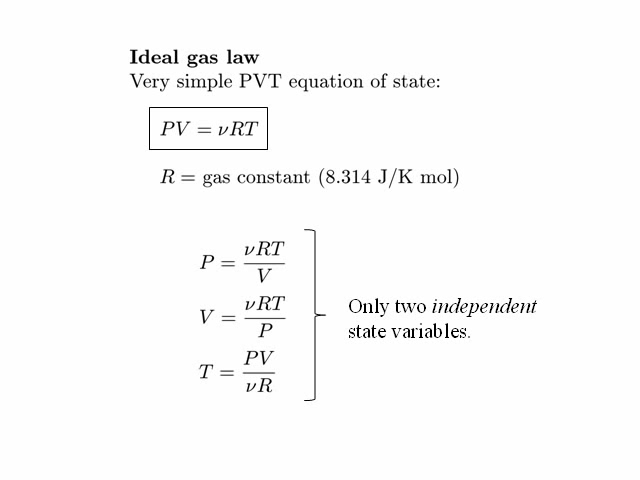 Ideal gas law
Very simple PVT equation of state:
PV = νRT
R = gas constant (8.314 J/K mol)
P = νRT / V
V = νRT / P
T = PV / νR
Only two independent
state variables.